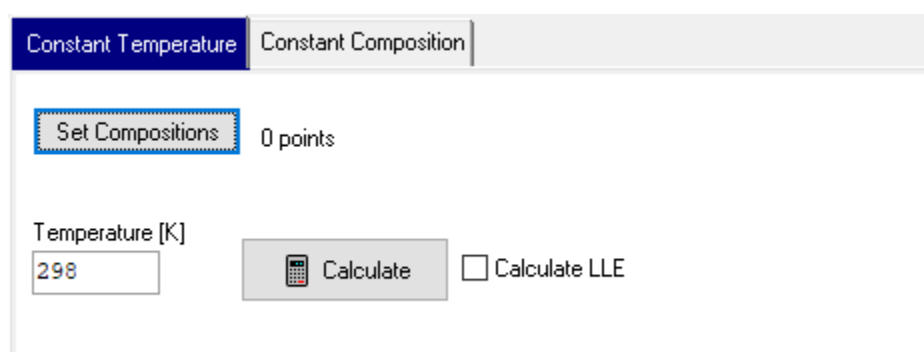 Constant Temperature Constant Composition
Set Compositions 0 points
Temperature [K]
298 Calculate Calculate LLE